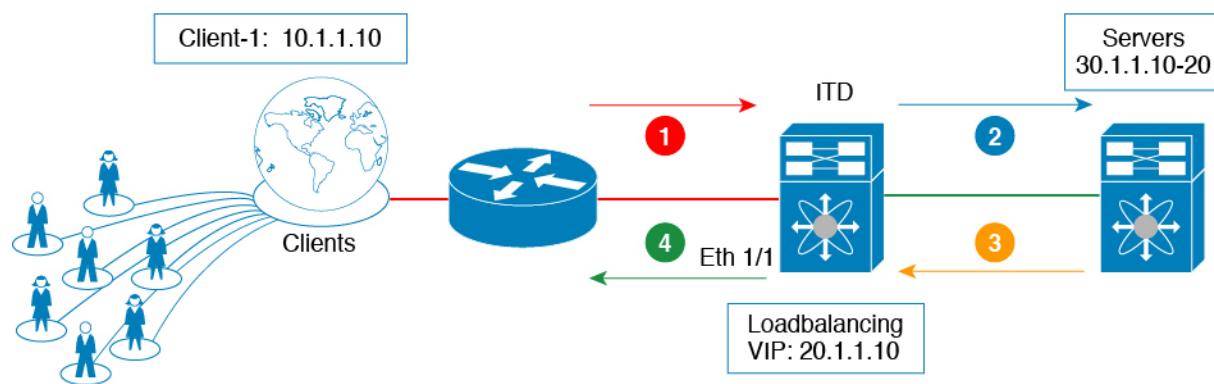 Client-1: 10.1.1.10
Servers
30.1.1.10-20
ITD
1
2
Clients
4
Eth 1/1
3
Loadbalancing
VIP: 20.1.1.10